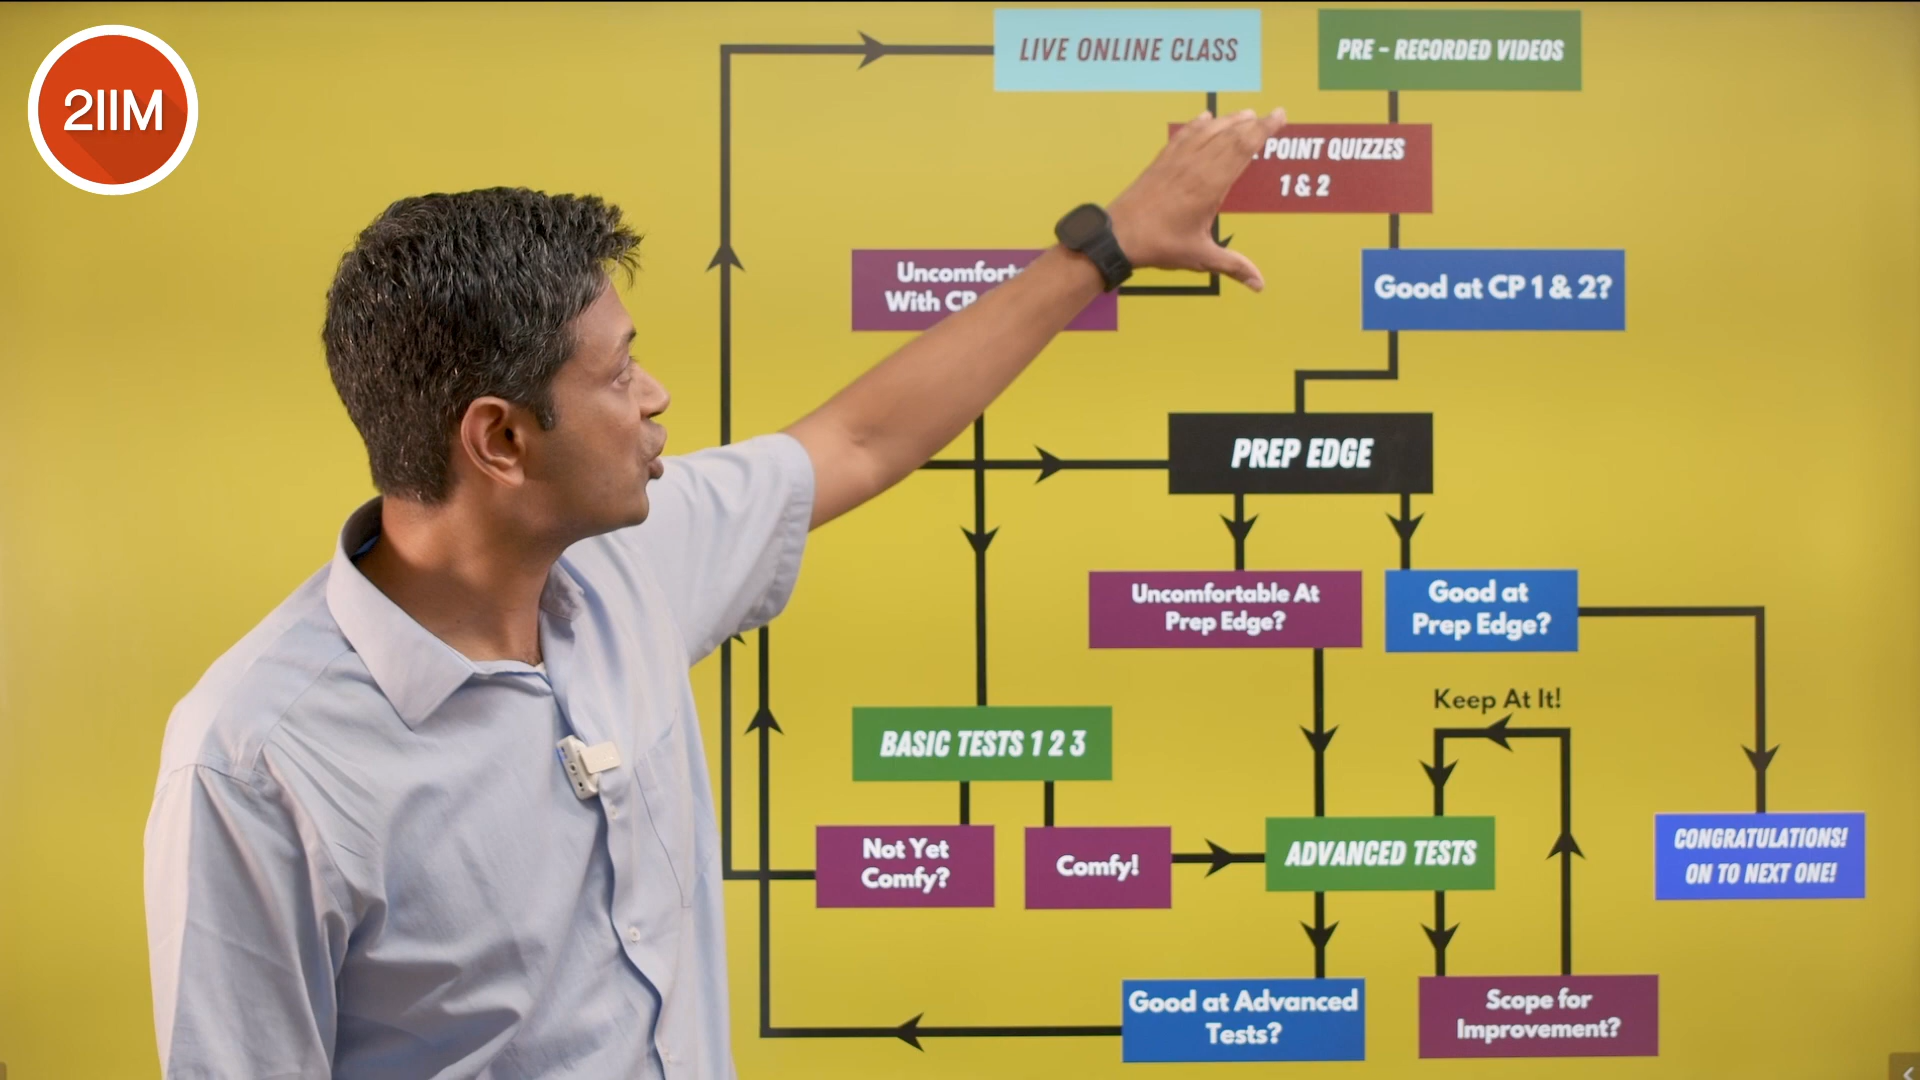 2IIM
LIVE ONLINE CLASS
PRE - RECORDED VIDEOS
POINT QUIZZES
1 & 2
With
Good at CP 1 & 2?
PREP EDGE
Uncomfortable At
Prep Edge?
Good at
Prep Edge?
Keep At It!
BASIC TESTS 1 2 3
Not Yet
Comfy?
Comfy!
ADVANCED TESTS
CONGRATULATIONS!
ON TO NEXT ONE!
Good at Advanced
Tests?
Scope for
Improvement?